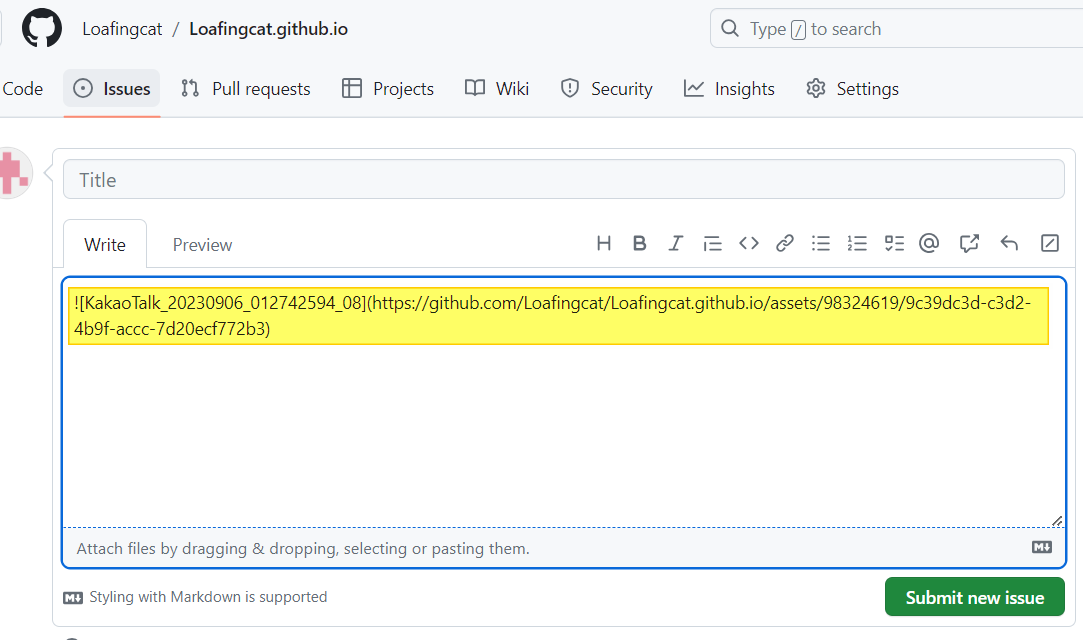 Loafingcat / Loafingcat.github.io
Type / to search
Code
Issues
Pull requests
Projects
Wiki
Security
Insights
Settings
Title
Write
Preview
H B I
![KakaoTalk_20230906_012742594_08](https://github.com/Loafingcat/Loafingcat.github.io/assets/98324619/9c39dc3d-c3d2-
4b9f-accc-7d20ecf772b3)
Attach files by dragging & dropping, selecting or pasting them.
Styling with Markdown is supported
Submit new issue